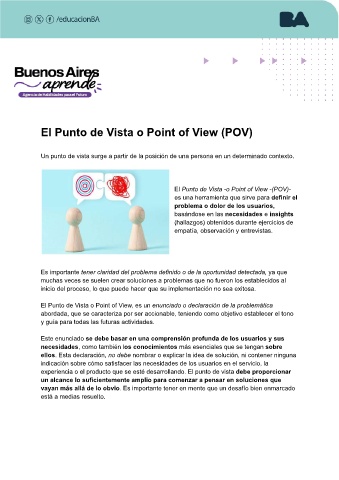 /educacionBA
BA
Buenos Aires
aprende
Agencia de Habilidades para el Futuro
El Punto de Vista o Point of View (POV)
Un punto de vista surge a partir de la posición de una persona en un determinado contexto.
El Punto de Vista -o Point of View -(POV)-
es una herramienta que sirve para definir el
problema o dolor de los usuarios,
basándose en las necesidades e insights
(hallazgos) obtenidos durante ejercicios de
empatía, observación y entrevistas.
Es importante tener claridad del problema definido o de la oportunidad detectada, ya que
muchas veces se suelen crear soluciones a problemas que no fueron los establecidos al
inicio del proceso, lo que puede hacer que su implementación no sea exitosa.
El Punto de Vista o Point of View, es un enunciado o declaración de la problemática
abordada, que se caracteriza por ser accionable, teniendo como objetivo establecer el tono
y guía para todas las futuras actividades.
Este enunciado se debe basar en una comprensión profunda de los usuarios y sus
necesidades, como también los conocimientos más esenciales que se tengan sobre
ellos. Esta declaración, no debe nombrar o explicar la idea de solución, ni contener ninguna
indicación sobre cómo satisfacer las necesidades de los usuarios en el servicio, la
experiencia o el producto que se esté desarrollando. El punto de vista debe proporcionar
un alcance lo suficientemente amplio para comenzar a pensar en soluciones que
vayan más allá de lo obvio. Es importante tener en mente que un desafío bien enmarcado
está a medias resuelto.